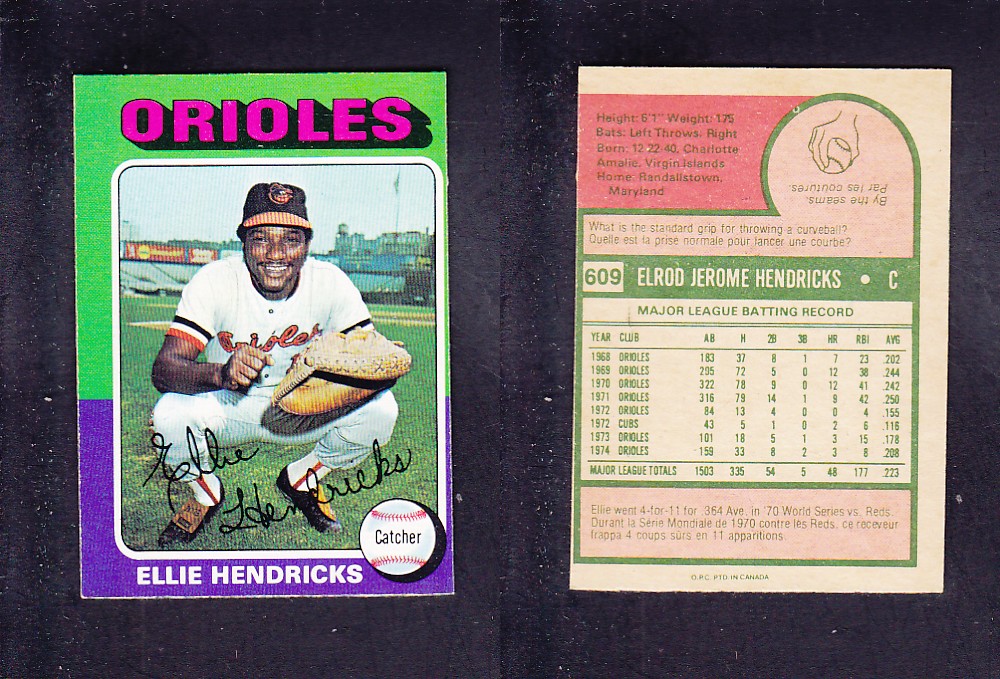 ORIOLES
Orioles
Ellie
Hendricks
Catcher
ELLIE HENDRICKS
Height: 6'1" Weight: 175
Bats: Left Throws: Right
Born: 12-22-40, Charlotte
Amalie, Virgin Islands
Home: Randallstown,
Maryland
By the seams.
Par les coutures.
What is the standard grip for throwing a curveball?
Quelle est la prise normale pour lancer une courbe?
609 ELROD JEROME HENDRICKS • C
MAJOR LEAGUE BATTING RECORD
YEAR CLUB AB H 2B 3B HR RBI AVG
1968 ORIOLES 183 37 8 1 7 23 .202
1969 ORIOLES 295 72 5 0 12 38 .244
1970 ORIOLES 322 78 9 0 12 41 .242
1971 ORIOLES 316 79 14 1 9 42 .250
1972 ORIOLES 84 13 4 0 0 4 .155
1972 CUBS 43 5 1 0 2 6 .116
1973 ORIOLES 101 18 5 1 3 15 .178
1974 ORIOLES 159 33 8 2 3 8 .208
MAJOR LEAGUE TOTALS 1503 335 54 5 48 177 .223
Ellie went 4-for-11 for .364 Ave. in '70 World Series vs. Reds.
Durant la Série Mondiale de 1970 contre lès Reds, ce receveur
frappa 4 coups sûrs en 11 apparitions.
O.P.C. PTD. IN CANADA